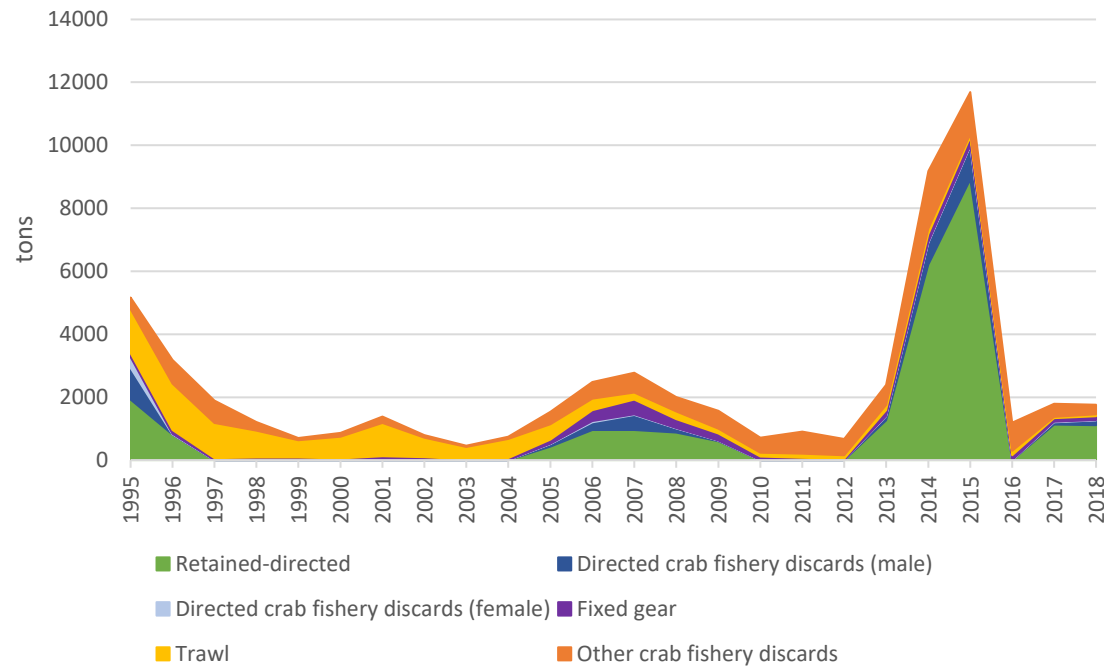 14000
12000
10000
8000
6000
4000
2000
0
tons
1995 1996 1997 1998 1999 2000 2001 2002 2003 2004 2005 2006 2007 2008 2009 2010 2011 2012 2013 2014 2015 2016 2017 2018
Retained-directed Directed crab fishery discards (male)
Directed crab fishery discards (female) Fixed gear
Trawl Other crab fishery discards